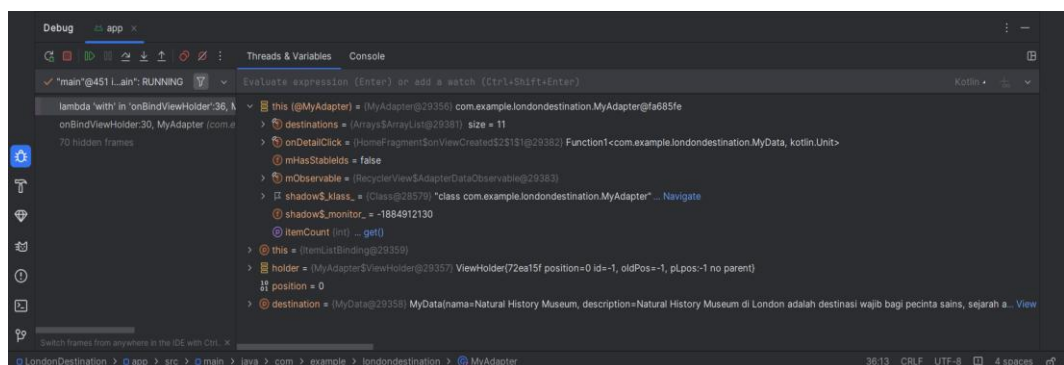 Debug app
Threads & Variables Console
"main"@451 i...ain": RUNNING
Evaluate expression (Enter) or add a watch (Ctrl+Shift+Enter)
Kotlin
lambda 'with' in 'onBindViewHolder':36, M
onBindViewHolder:30, MyAdapter (com.e
70 hidden frames
this (@MyAdapter) = {MyAdapter@29356} com.example.londondestination.MyAdapter@fa685fe
destinations = {Arrays$ArrayList@29381} size = 11
onDetailClick = {HomeFragment$onViewCreated$2$1$1@29382} Function1<com.example.londondestination.MyData, kotlin.Unit>
mHasStableIds = false
mObservable = {RecyclerView$AdapterDataObservable@29383}
shadow$_klass_ = {Class@28579} "class com.example.londondestination.MyAdapter" ... Navigate
shadow$_monitor_ = -1884912130
itemCount (int) ... get()
this = {ItemListBinding@29359}
holder = {MyAdapter$ViewHolder@29357} ViewHolder{72ea15f position=0 id=-1, oldPos=-1, pLpos:-1 no parent}
position = 0
destination = {MyData@29358} MyData(nama=Natural History Museum, description=Natural History Museum di London adalah destinasi wajib bagi pecinta sains, sejarah a... View
Switch frames from anywhere in the IDE with Ctrl...
LondonDestination > app > src > main > java > com > example > londondestination > MyAdapter
36:13 CRLF UTF-8 4 spaces